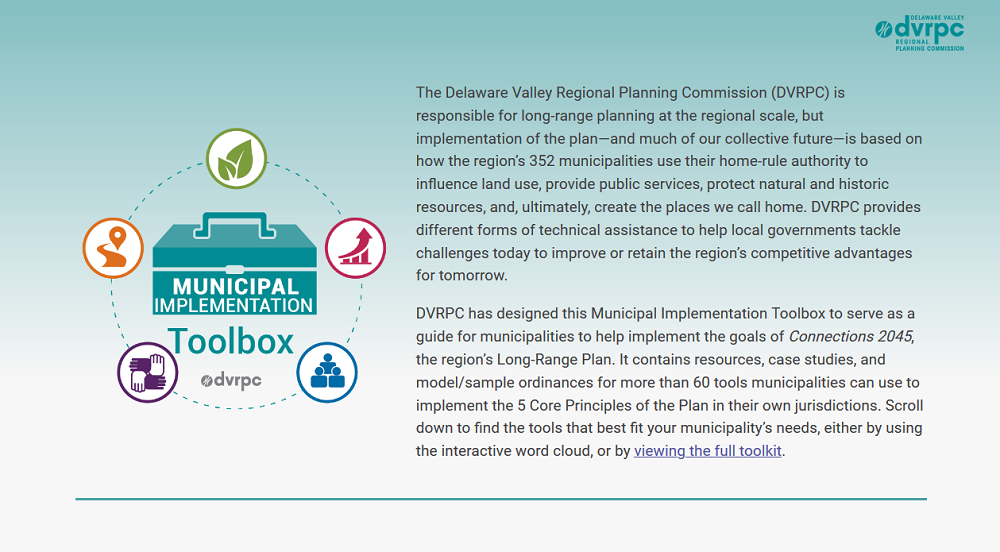 DELAWARE VALLEY
dvrpc
REGIONAL
PLANNING COMMISSION
The Delaware Valley Regional Planning Commission (DVRPC) is
responsible for long-range planning at the regional scale, but
implementation of the plan—and much of our collective future—is based on
how the region’s 352 municipalities use their home-rule authority to
influence land use, provide public services, protect natural and historic
resources, and, ultimately, create the places we call home. DVRPC provides
different forms of technical assistance to help local governments tackle
challenges today to improve or retain the region’s competitive advantages
for tomorrow.
MUNICIPAL
IMPLEMENTATION
Toolbox
dvrpc
DVRPC has designed this Municipal Implementation Toolbox to serve as a
guide for municipalities to help implement the goals of Connections 2045,
the region’s Long-Range Plan. It contains resources, case studies, and
model/sample ordinances for more than 60 tools municipalities can use to
implement the 5 Core Principles of the Plan in their own jurisdictions. Scroll
down to find the tools that best fit your municipality’s needs, either by using
the interactive word cloud, or by viewing the full toolkit.